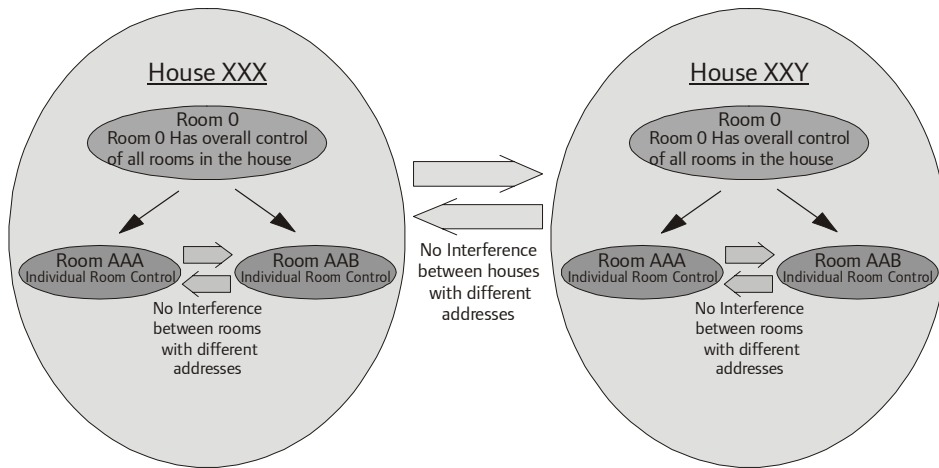 House XXX
Room 0
Room 0 Has overall control
of all rooms in the house
Room AAA
Individual Room Control
Room AAB
Individual Room Control
No Interference
between rooms
with different
addresses
No Interference
between houses
with different
addresses
House XXY
Room 0
Room 0 Has overall control
of all rooms in the house
Room AAA
Individual Room Control
Room AAB
Individual Room Control
No Interference
between rooms
with different
addresses